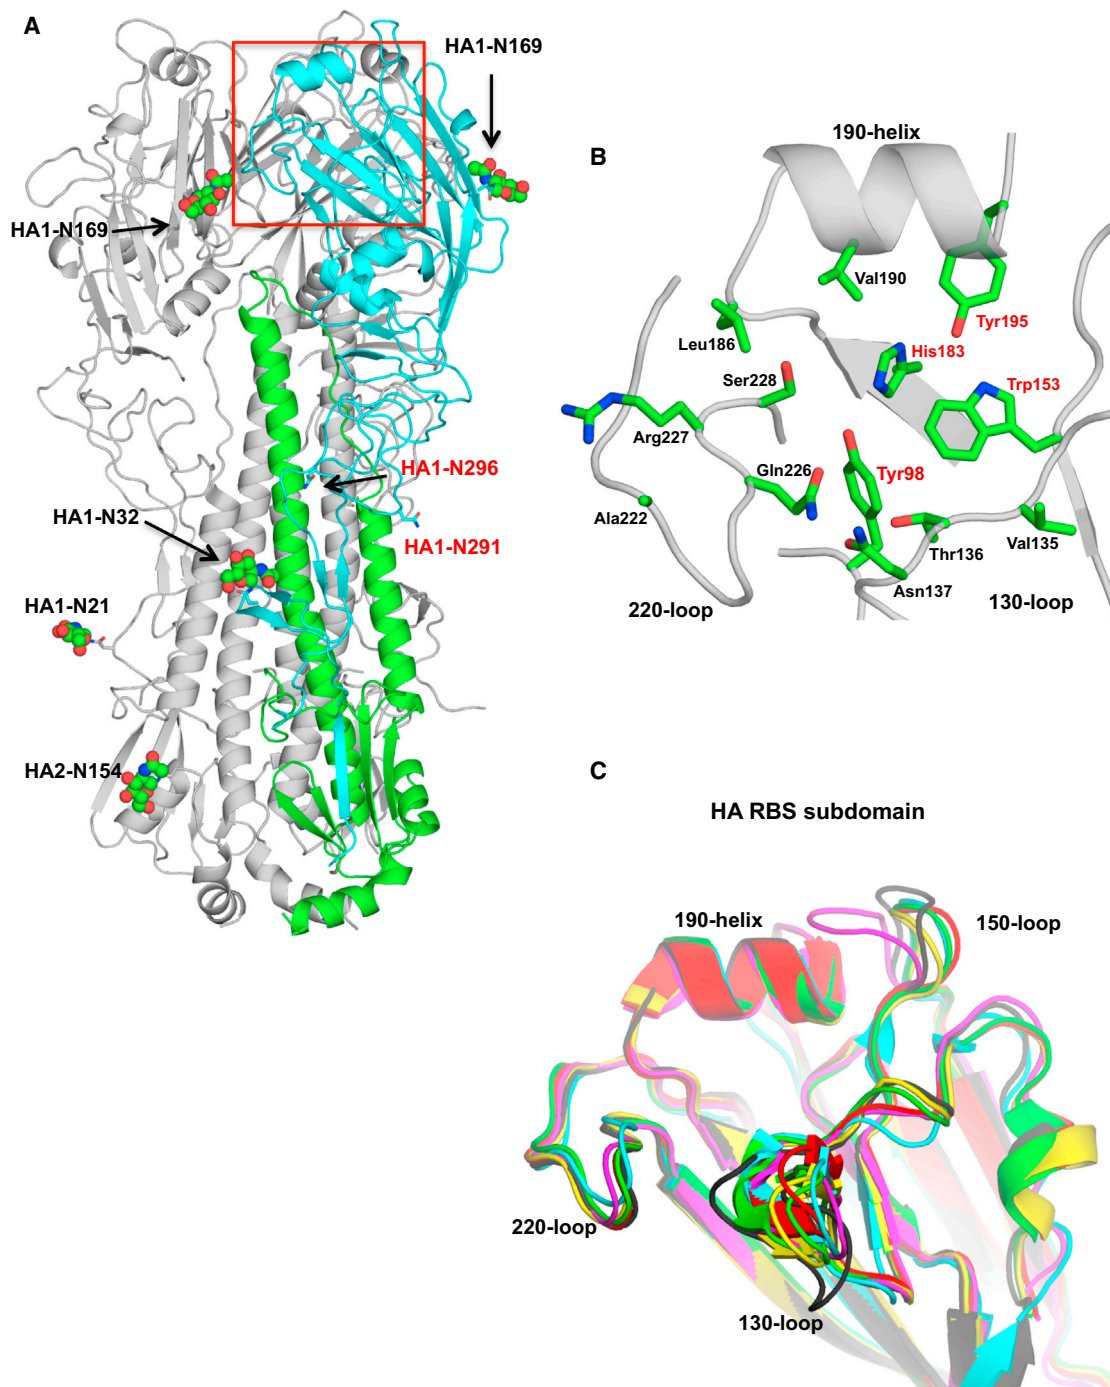 A
HA1-N169
HA1-N169
HA1-N296
HA1-N32
HA1-N291
HA1-N21
HA2-N154
B
190-helix
Val190
Tyr195
Leu186
His183
Ser228
Trp153
Arg227
Gln226
Tyr98
Ala222
Thr136
Val135
Asn137
220-loop
130-loop
C
HA RBS subdomain
190-helix
150-loop
220-loop
130-loop